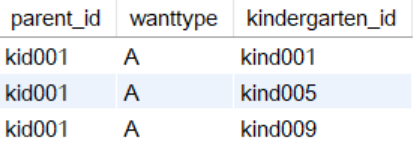 parent_id wanttype kindergarten_id
kid001 A kind001
kid001 A kind005
kid001 A kind009